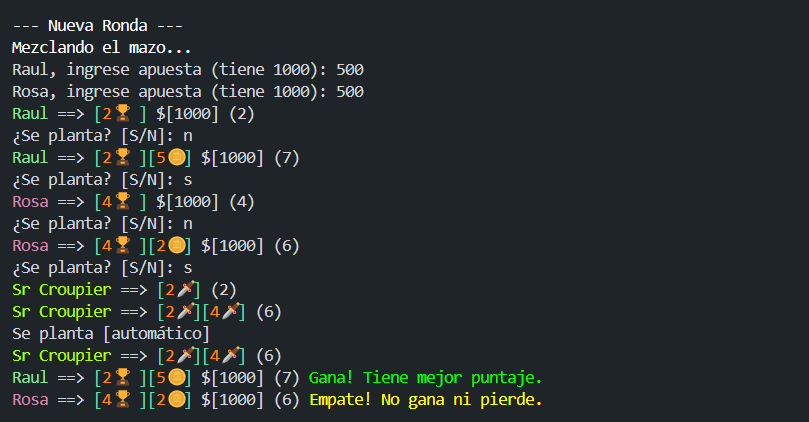 --- Nueva Ronda ---
Mezclando el mazo...
Raul, ingrese apuesta (tiene 1000): 500
Rosa, ingrese apuesta (tiene 1000): 500
Raul ==> [2🏆 ] $[1000] (2)
¿Se planta? [S/N]: n
Raul ==> [2🏆 ][5🪙] $[1000] (7)
¿Se planta? [S/N]: s
Rosa ==> [4🏆 ] $[1000] (4)
¿Se planta? [S/N]: n
Rosa ==> [4🏆 ][2🪙] $[1000] (6)
¿Se planta? [S/N]: s
Sr Croupier ==> [2🗡️] (2)
Sr Croupier ==> [2🗡️][4🗡️] (6)
Se planta [automático]
Sr Croupier ==> [2🗡️][4🗡️] (6)
Raul ==> [2🏆 ][5🪙] $[1000] (7) Gana! Tiene mejor puntaje.
Rosa ==> [4🏆 ][2🪙] $[1000] (6) Empate! No gana ni pierde.